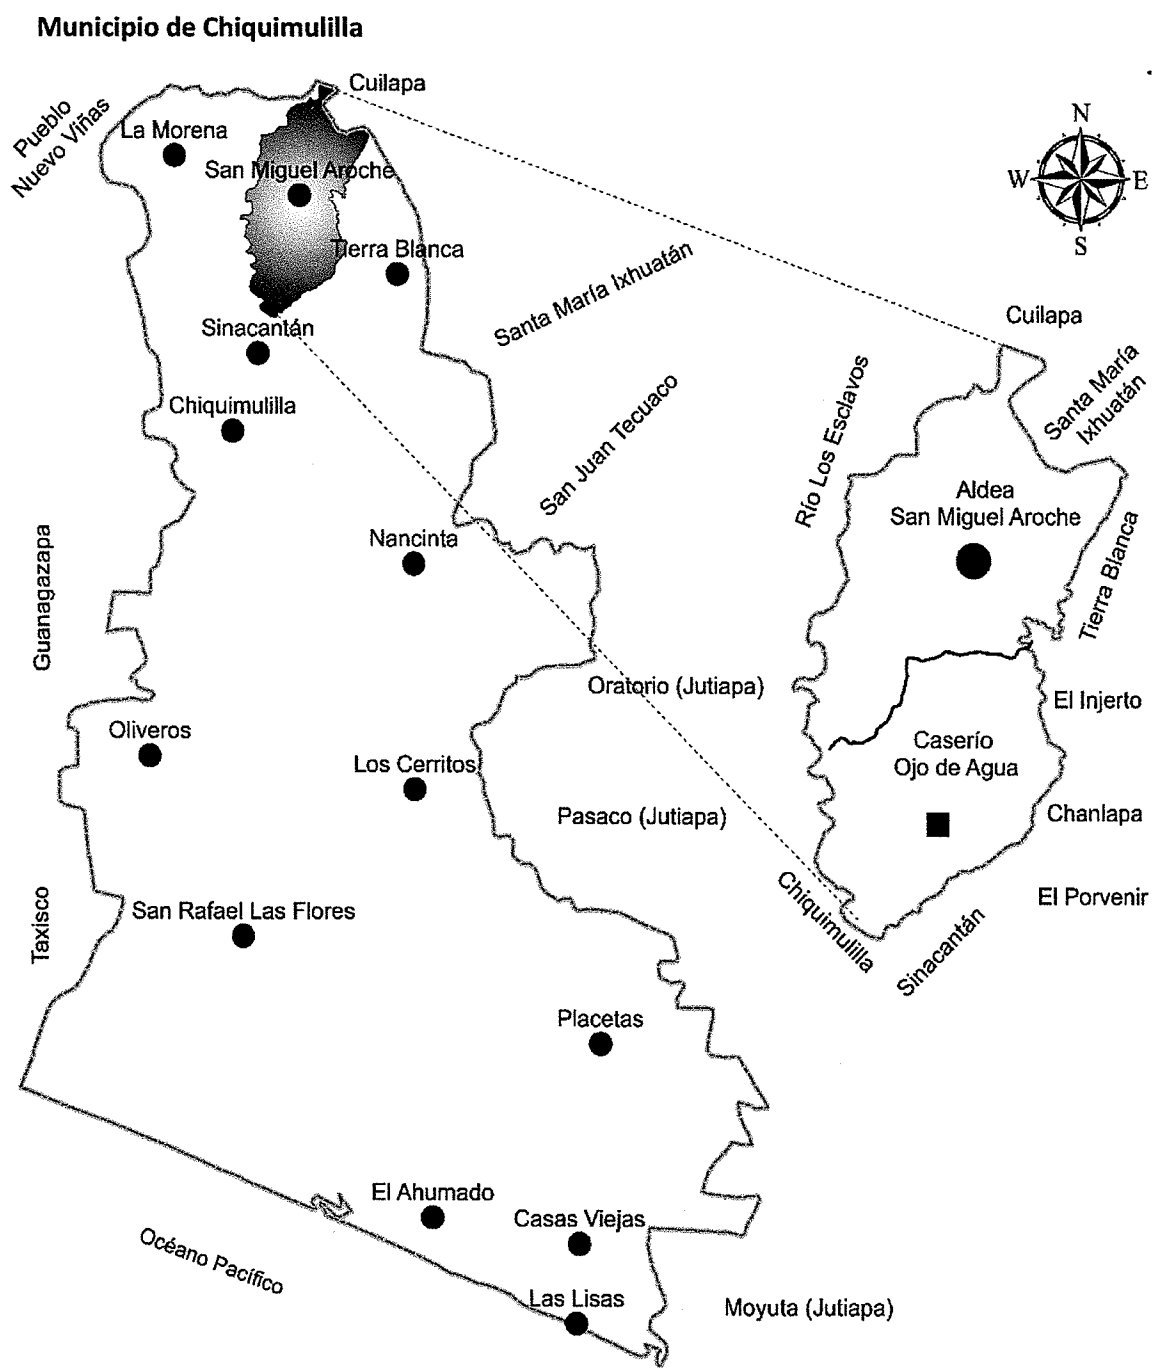 Municipio de Chiquimulilla
Cuilapa
Pueblo
Nuevo Viñas
La Morena
San Miguel Aroche
Tierra Blanca
Sinacantán
Chiquimulilla
Santa María Ixhuatán
San Juan Tecuaco
Nancinta
Guanagazapa
Oratorio (Jutiapa)
Oliveros
Los Cerritos
Pasaco (Jutiapa)
Taxisco
San Rafael Las Flores
Placetas
El Ahumado
Casas Viejas
Océano Pacífico
Las Lisas
Moyuta (Jutiapa)
N
W
E
S
Cuilapa
Santa María
Ixhuatán
Río Los Esclavos
Aldea
San Miguel Aroche
Tierra Blanca
El Injerto
Caserío
Ojo de Agua
Chanlapa
El Porvenir
Chiquimulilla
Sinacantán